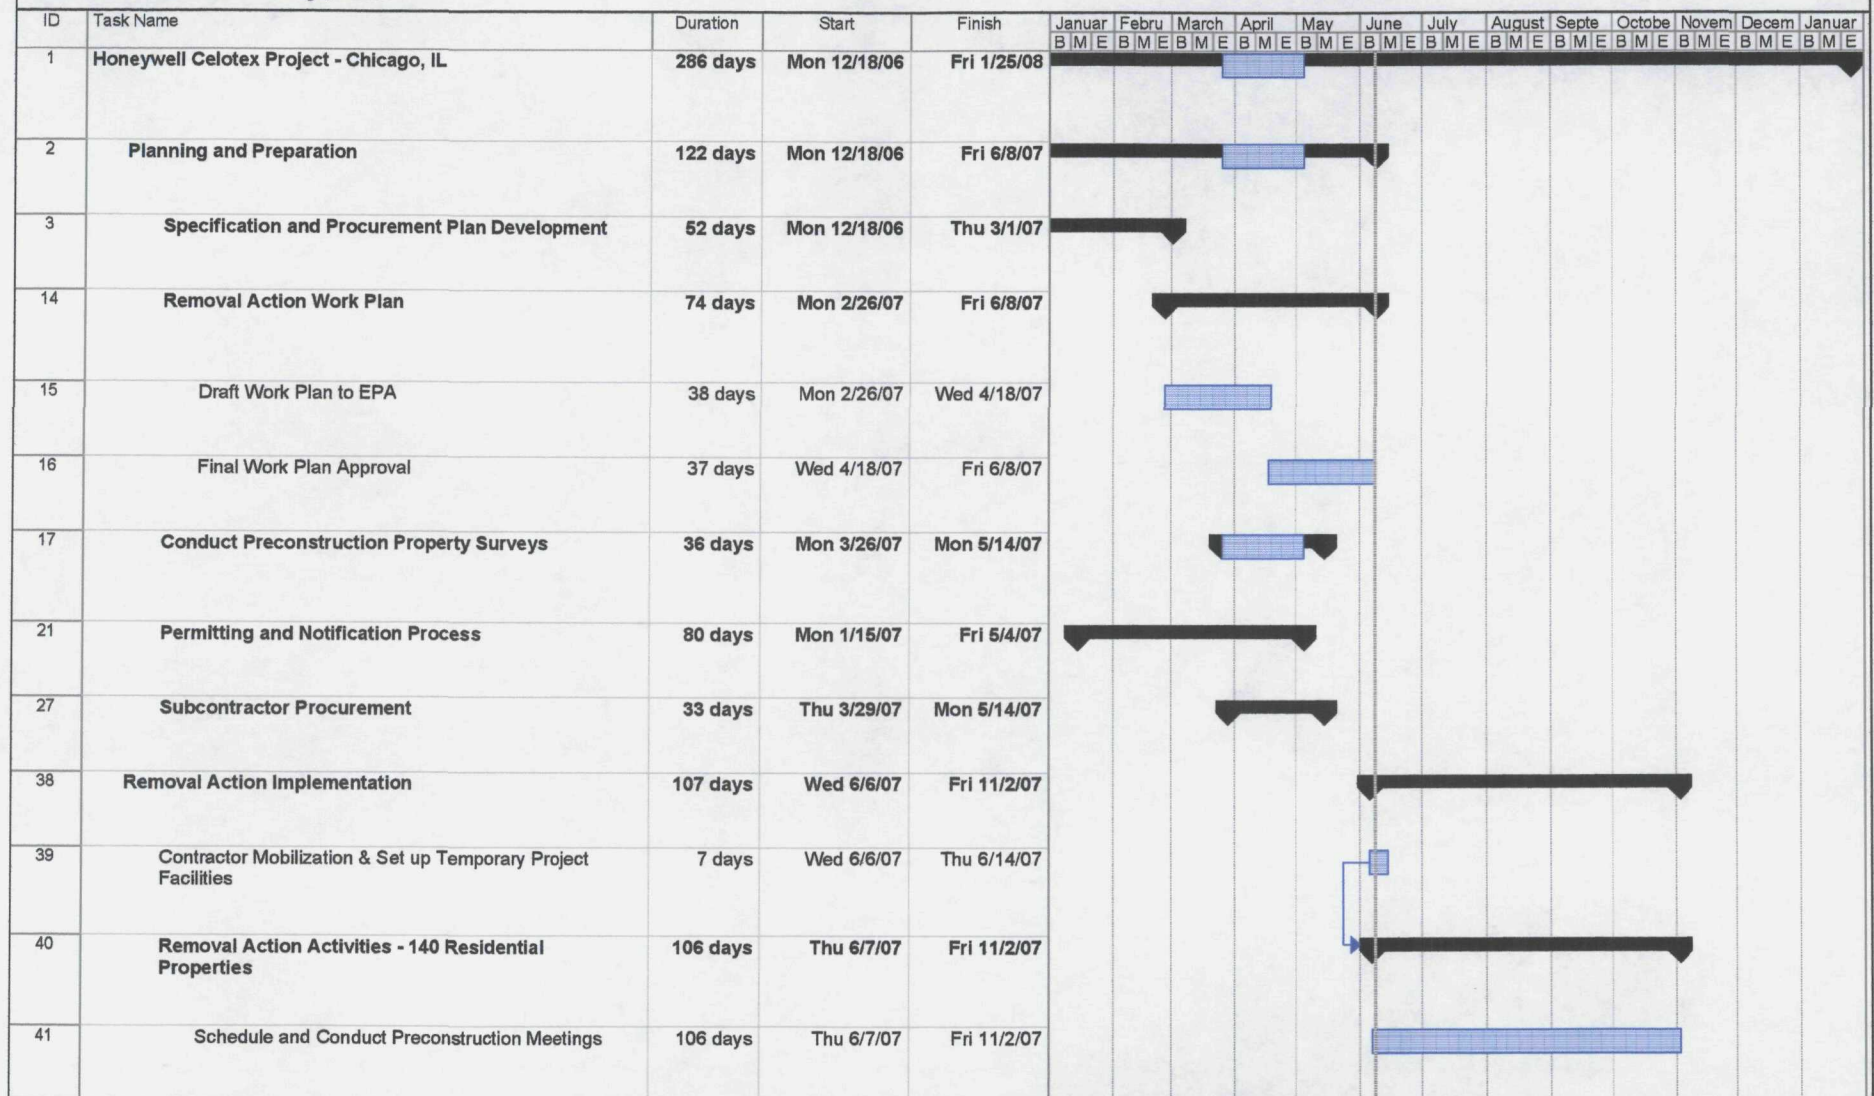 ID Task Name Duration Start Finish Januar Febru March April May June July August Septe Octobe Novem Decem Januar
B M E B M E B M E B M E B M E B M E B M E B M E B M E B M E B M E B M E B M E
1 Honeywell Celotex Project - Chicago, IL 286 days Mon 12/18/06 Fri 1/25/08
2 Planning and Preparation 122 days Mon 12/18/06 Fri 6/8/07
3 Specification and Procurement Plan Development 52 days Mon 12/18/06 Thu 3/1/07
14 Removal Action Work Plan 74 days Mon 2/26/07 Fri 6/8/07
15 Draft Work Plan to EPA 38 days Mon 2/26/07 Wed 4/18/07
16 Final Work Plan Approval 37 days Wed 4/18/07 Fri 6/8/07
17 Conduct Preconstruction Property Surveys 36 days Mon 3/26/07 Mon 5/14/07
21 Permitting and Notification Process 80 days Mon 1/15/07 Fri 5/4/07
27 Subcontractor Procurement 33 days Thu 3/29/07 Mon 5/14/07
38 Removal Action Implementation 107 days Wed 6/6/07 Fri 11/2/07
39 Contractor Mobilization & Set up Temporary Project 7 days Wed 6/6/07 Thu 6/14/07
Facilities
40 Removal Action Activities - 140 Residential 106 days Thu 6/7/07 Fri 11/2/07
Properties
41 Schedule and Conduct Preconstruction Meetings 106 days Thu 6/7/07 Fri 11/2/07